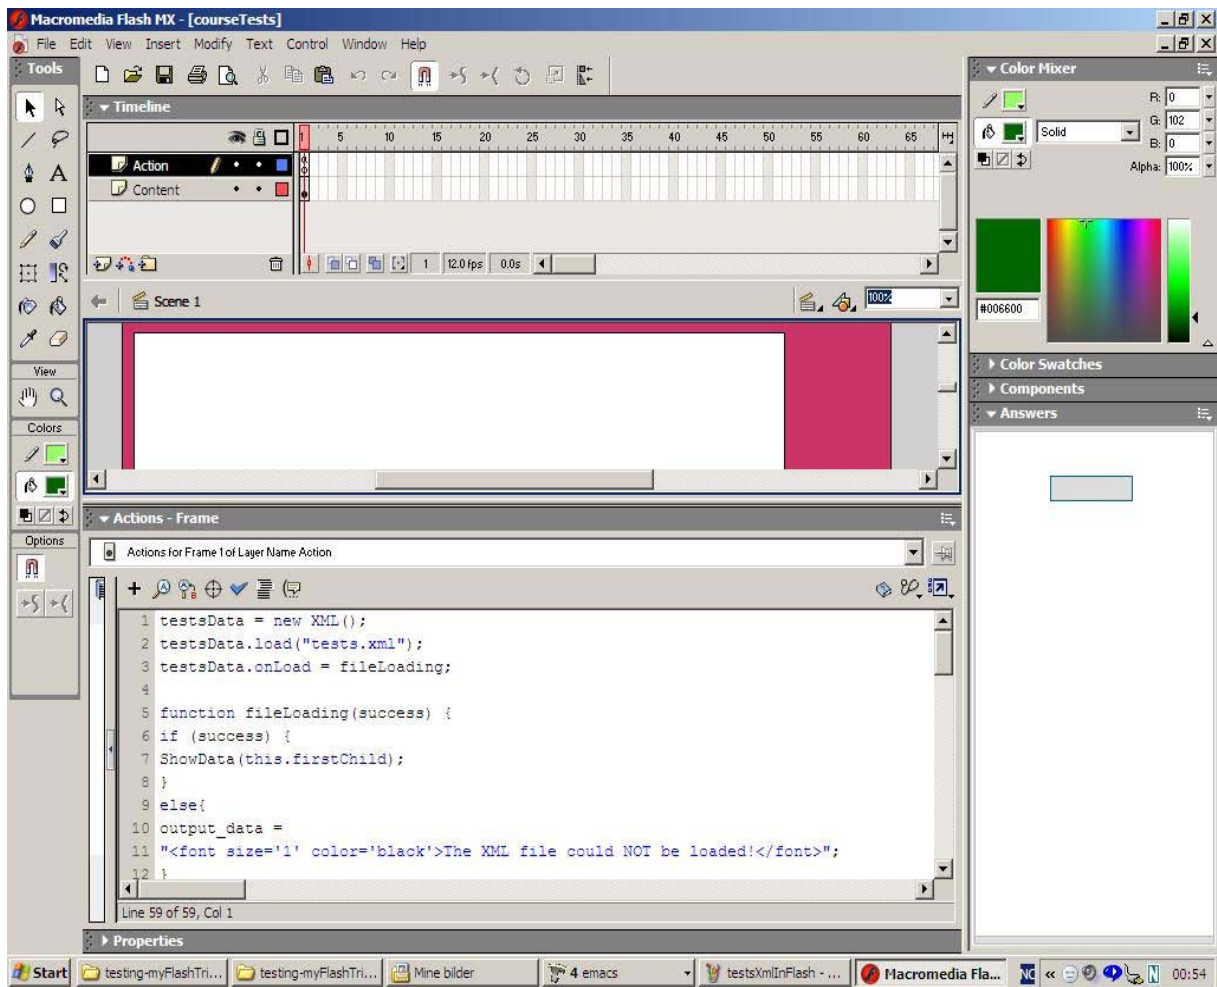 Macromedia Flash MX - [courseTests]
File Edit View Insert Modify Text Control Window Help
Tools
View
Colors
Options
Timeline
1 5 10 15 20 25 30 35 40 45 50 55 60 65
Action
Content
1 12.0 fps 0.0s
Scene 1
100%
Actions - Frame
Actions for Frame 1 of Layer Name Action
1 testsData = new XML();
2 testsData.load("tests.xml");
3 testsData.onLoad = fileLoading;
4
5 function fileLoading(success) {
6 if (success) {
7 ShowData(this.firstChild);
8 }
9 else{
10 output_data =
11 "<font size='1' color='black'>The XML file could NOT be loaded!</font>";
12 }
Line 59 of 59, Col 1
Properties
Color Mixer
R: 0
Solid
G: 102
B: 0
Alpha: 100%
#006600
Color Swatches
Components
Answers
Start
testing-myFlashTri...
testing-myFlashTri...
Mine bilder
4 emacs
testsXmlInFlash - ...
Macromedia Fla...
«
N
00:54